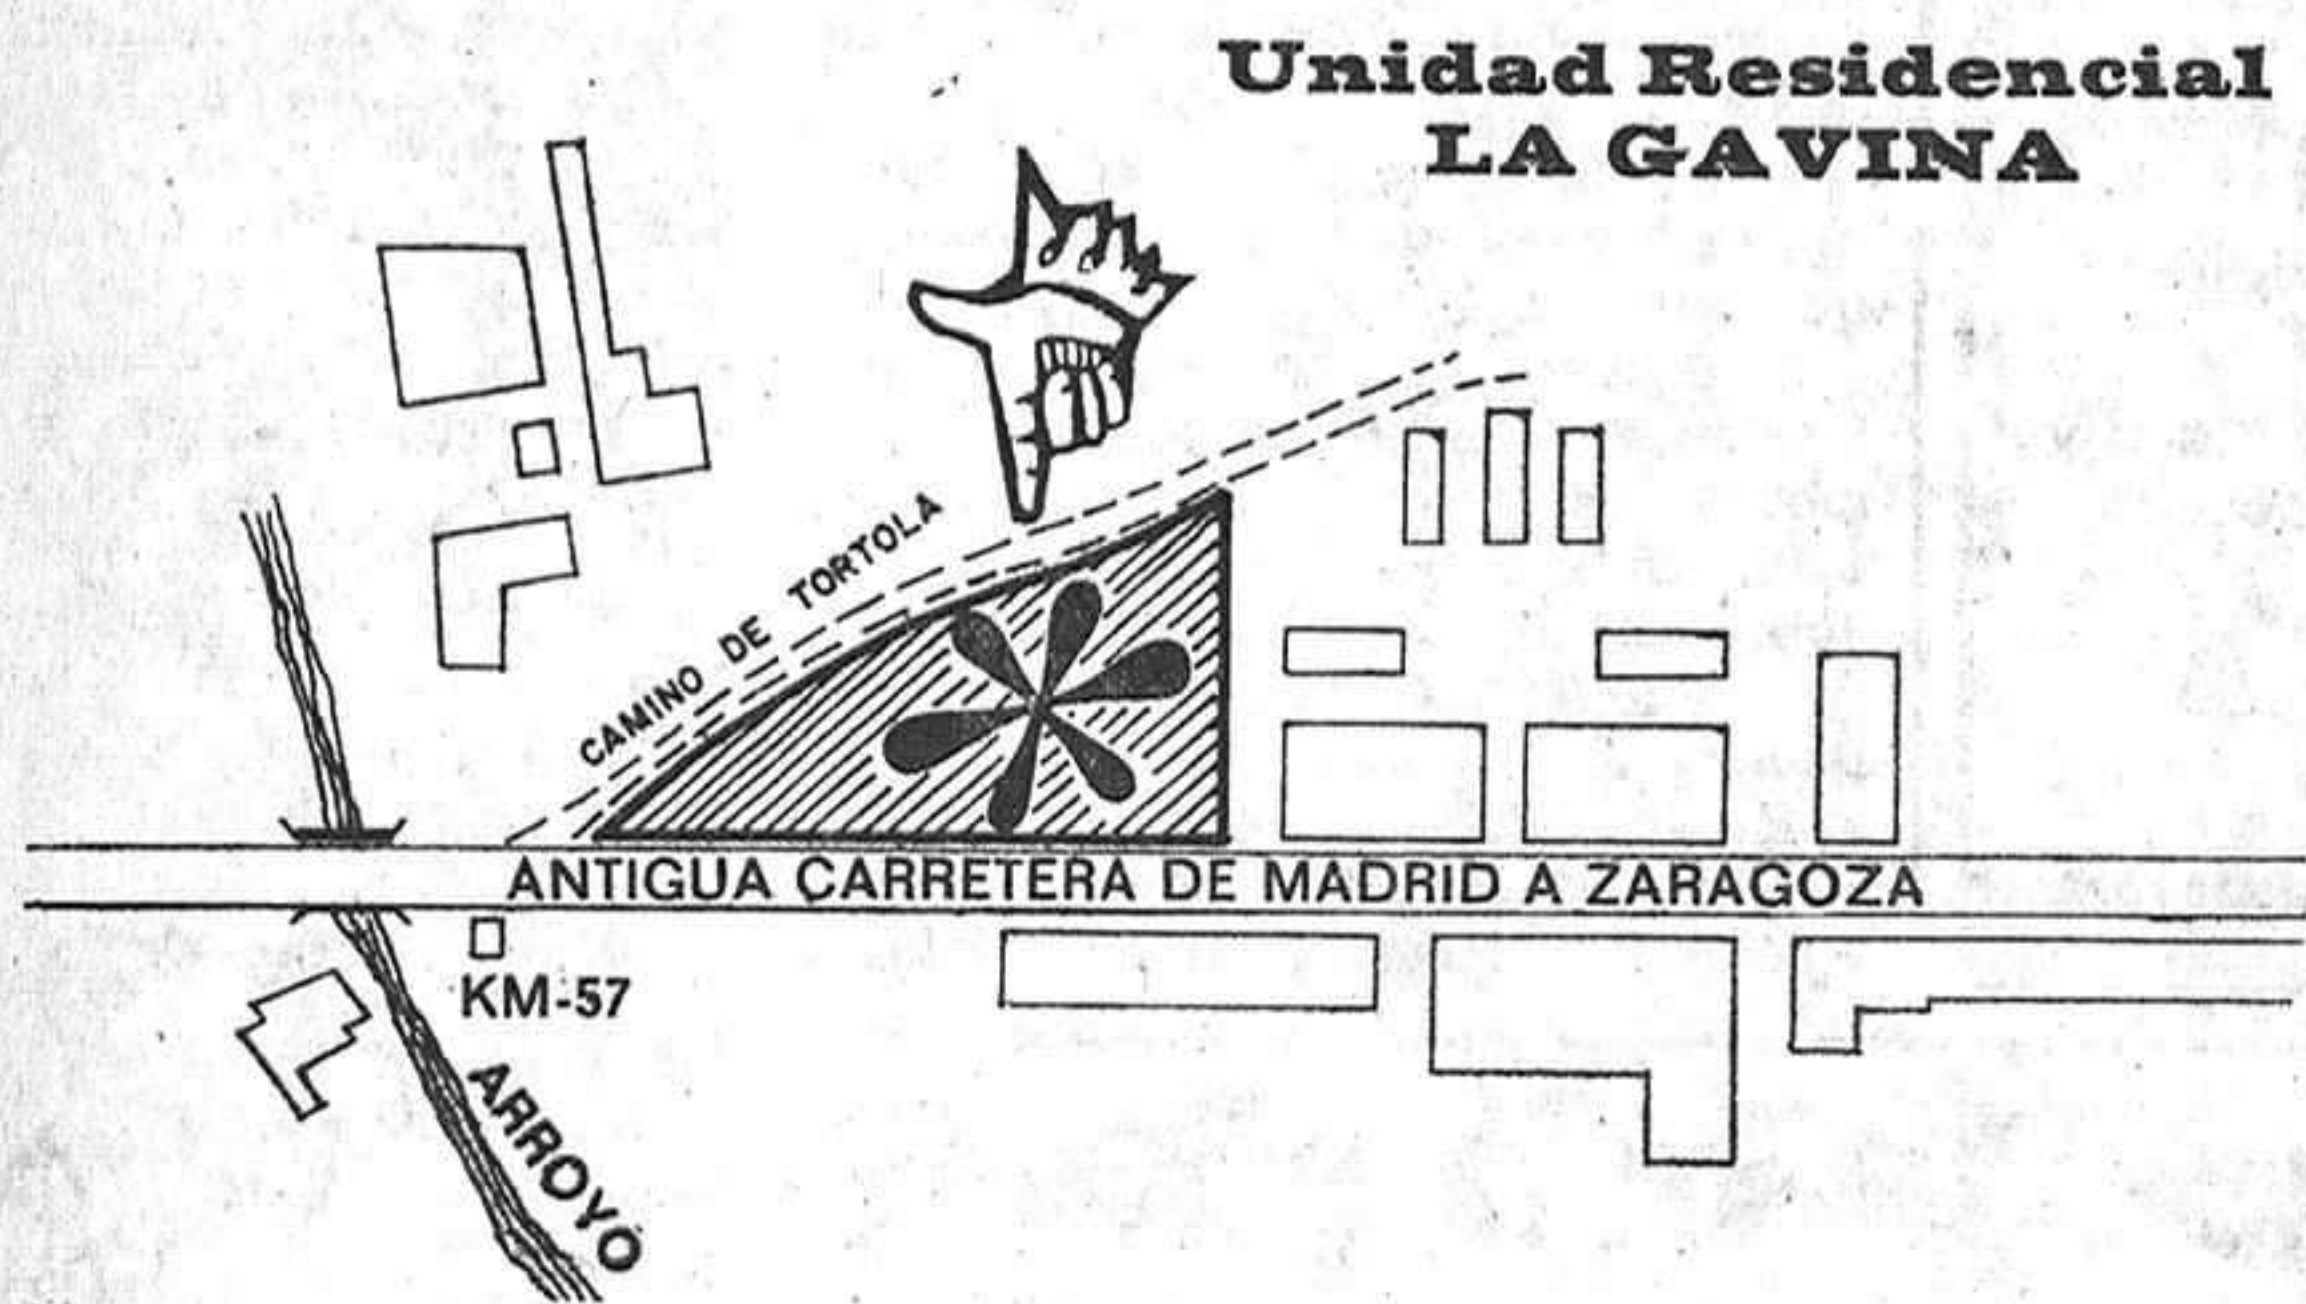 Unidad Residencial
LA GAVINA
CAMINO DE TORTOLA
ANTIGUA CARRETERA DE MADRID A ZARAGOZA
KM-57
ARROYO